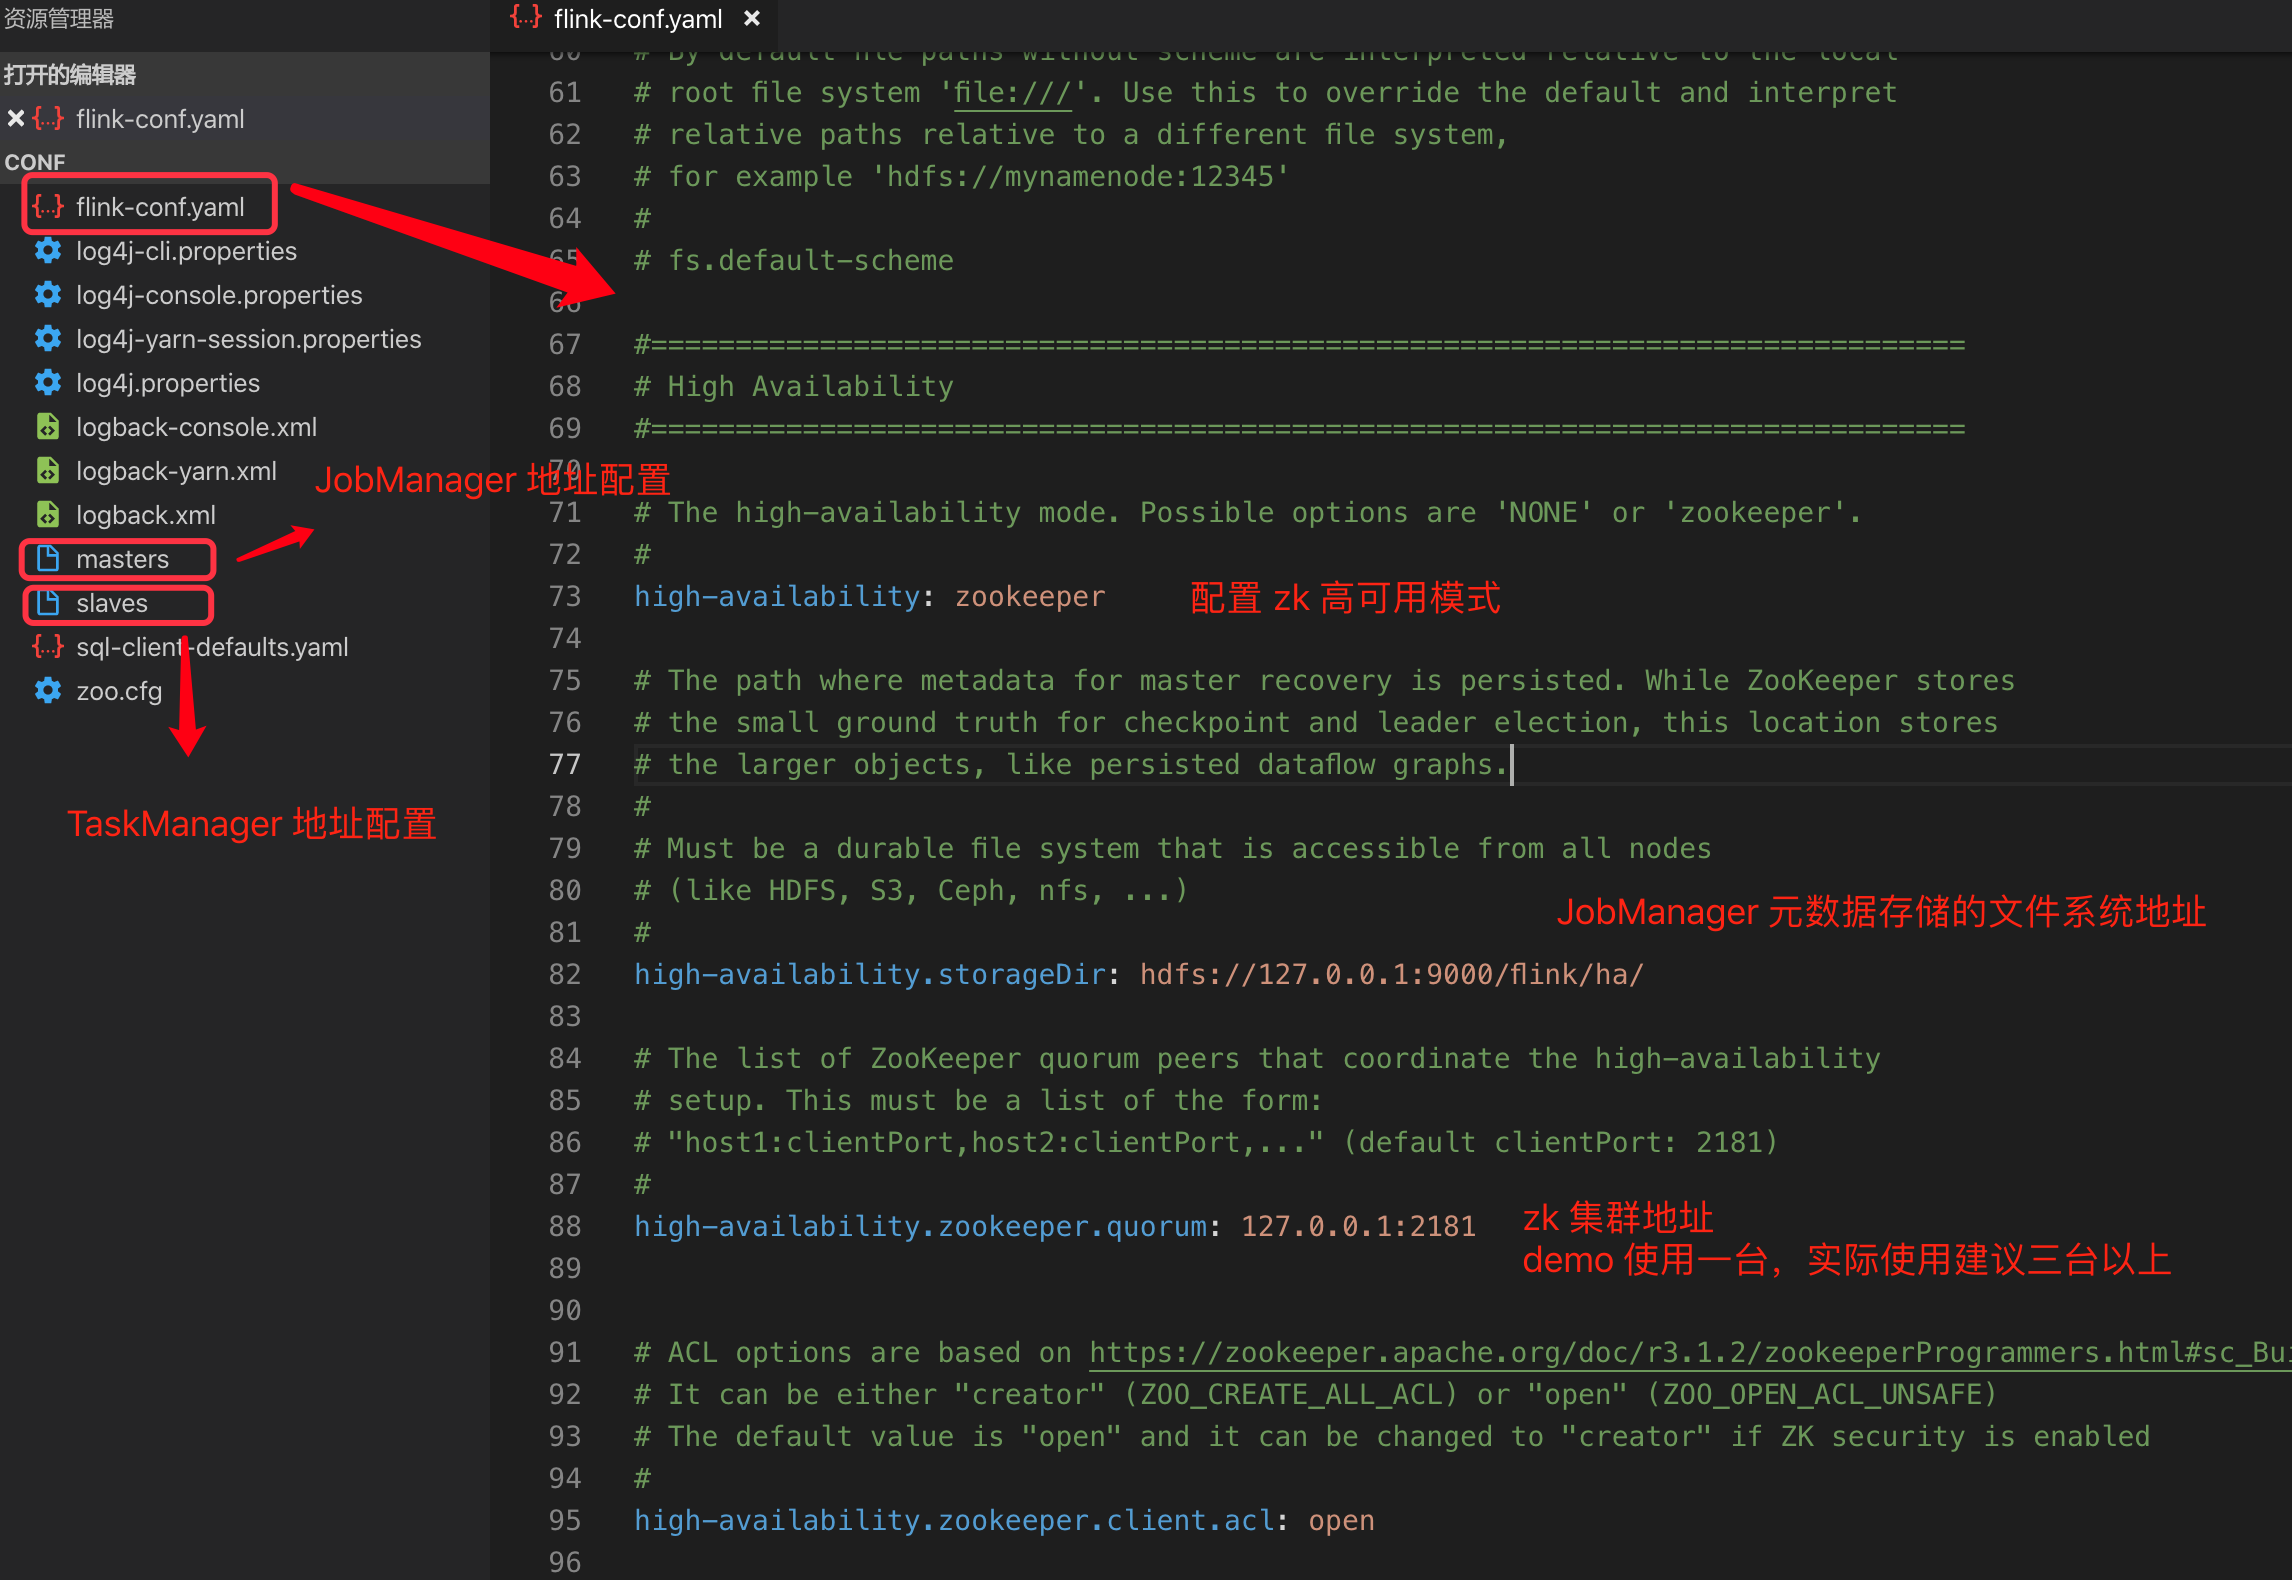 资源管理器
打开的编辑器
flink-conf.yaml
CONF
flink-conf.yaml
log4j-cli.properties
log4j-console.properties
log4j-yarn-session.properties
log4j.properties
logback-console.xml
logback-yarn.xml
logback.xml
masters
slaves
sql-client-defaults.yaml
zoo.cfg
JobManager 地址配置
TaskManager 地址配置
flink-conf.yaml
60 # By default file paths without scheme are interpreted relative to the local
61 # root file system 'file:///'. Use this to override the default and interpret
62 # relative paths relative to a different file system,
63 # for example 'hdfs://mynamenode:12345'
64 #
65 # fs.default-scheme
66
67 #==============================================================================
68 # High Availability
69 #==============================================================================
70
71 # The high-availability mode. Possible options are 'NONE' or 'zookeeper'.
72 #
73 high-availability: zookeeper 配置 zk 高可用模式
74
75 # The path where metadata for master recovery is persisted. While ZooKeeper stores
76 # the small ground truth for checkpoint and leader election, this location stores
77 # the larger objects, like persisted dataflow graphs.
78 #
79 # Must be a durable file system that is accessible from all nodes
80 # (like HDFS, S3, Ceph, nfs, ...)
JobManager 元数据存储的文件系统地址
81 #
82 high-availability.storageDir: hdfs://127.0.0.1:9000/flink/ha/
83
84 # The list of ZooKeeper quorum peers that coordinate the high-availability
85 # setup. This must be a list of the form:
86 # "host1:clientPort,host2:clientPort,..." (default clientPort: 2181)
87 #
88 high-availability.zookeeper.quorum: 127.0.0.1:2181 zk 集群地址
demo 使用一台，实际使用建议三台以上
89
90
91 # ACL options are based on https://zookeeper.apache.org/doc/r3.1.2/zookeeperProgrammers.html#sc_Bui
92 # It can be either "creator" (ZOO_CREATE_ALL_ACL) or "open" (ZOO_OPEN_ACL_UNSAFE)
93 # The default value is "open" and it can be changed to "creator" if ZK security is enabled
94 #
95 high-availability.zookeeper.client.acl: open
96